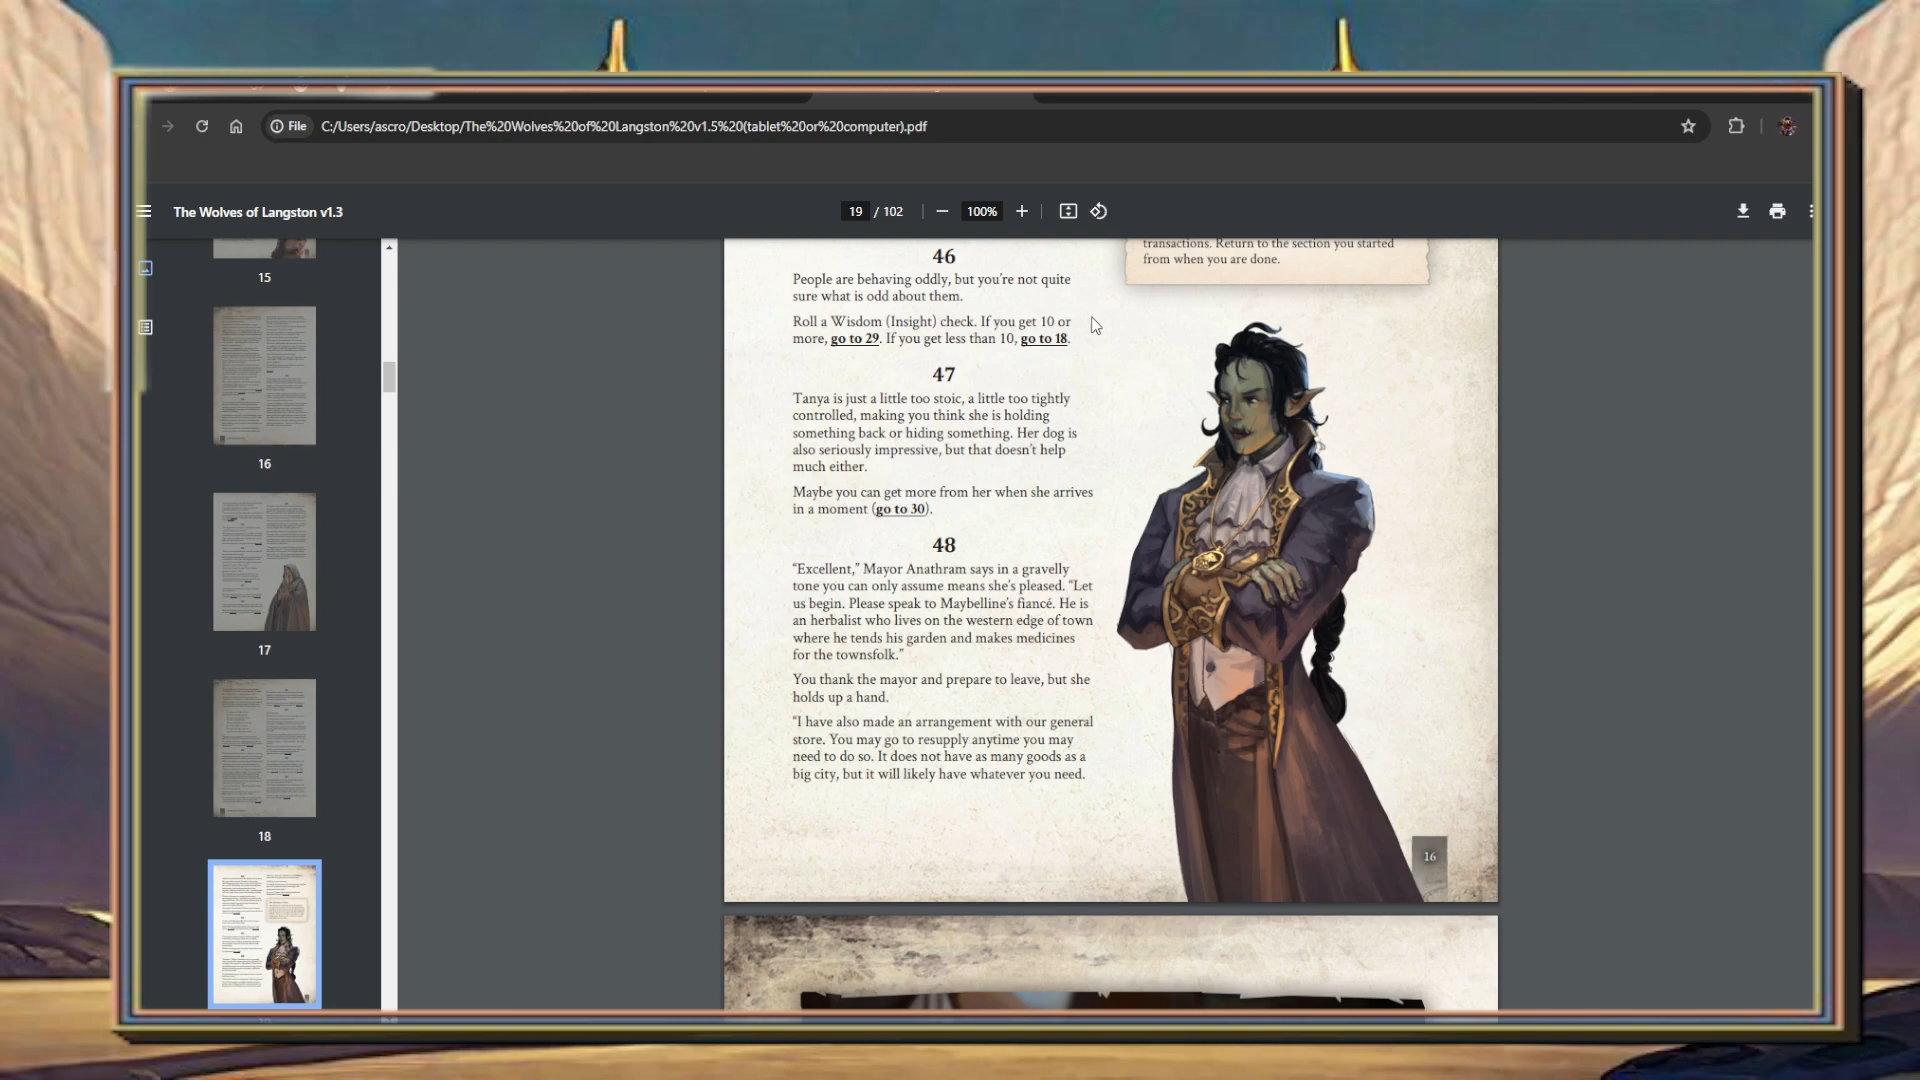 File
C:/Users/ascro/Desktop/The%20Wolves%20of%20Langston%20v1.5%20(tablet%20or%20computer).pdf
The Wolves of Langston v1.3
19 / 102
100%
15
16
17
18
46
People are behaving oddly, but you’re not quite
sure what is odd about them.
Roll a Wisdom (Insight) check. If you get 10 or
more, go to 29. If you get less than 10, go to 18.
47
Tanya is just a little too stoic, a little too tightly
controlled, making you think she is holding
something back or hiding something. Her dog is
also seriously impressive, but that doesn’t help
much either.
Maybe you can get more from her when she arrives
in a moment (go to 30).
48
“Excellent,” Mayor Anathram says in a gravelly
tone you can only assume means she’s pleased. “Let
us begin. Please speak to Maybelline’s fiancé. He is
an herbalist who lives on the western edge of town
where he tends his garden and makes medicines
for the townsfolk.”
You thank the mayor and prepare to leave, but she
holds up a hand.
“I have also made an arrangement with our general
store. You may go to resupply anytime you may
need to do so. It does not have as many goods as a
big city, but it will likely have whatever you need.
transactions. Return to the section you started
from when you are done.
16